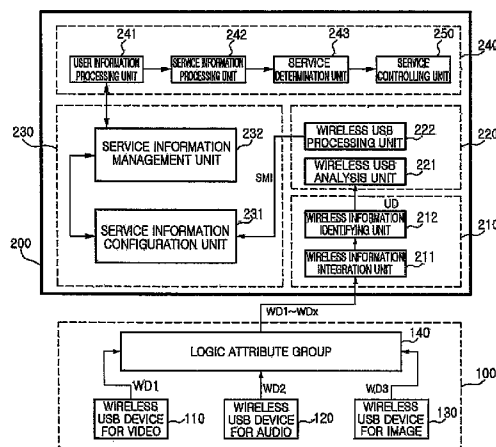 241 242 243 250
USER INFORMATION PROCESSING UNIT
SERVICE INFORMATION PROCESSING UNIT
SERVICE DETERMINATION UNIT
SERVICE CONTROLLING UNIT
240
230
SERVICE INFORMATION MANAGEMENT UNIT
232
SMI
WIRELESS USB PROCESSING UNIT
222
220
WIRELESS USB ANALYSIS UNIT
221
SERVICE INFORMATION CONFIGURATION UNIT
231
UD
WIRELESS INFORMATION IDENTIFYING UNIT
212
210
WIRELESS INFORMATION INTEGRATION UNIT
211
200
WD1~WDx
LOGIC ATTRIBUTE GROUP
140
100
WD1
WD2
WD3
WIRELESS USB DEVICE FOR VIDEO
110
WIRELESS USB DEVICE FOR AUDIO
120
WIRELESS USB DEVICE FOR IMAGE
130